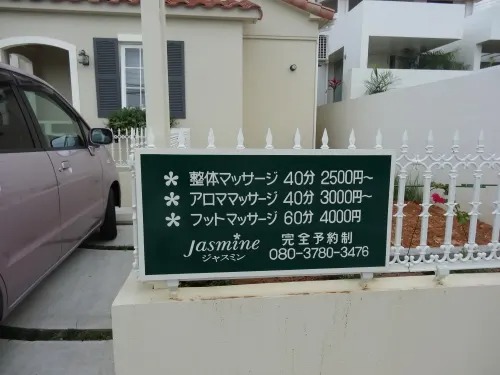 ＊ 整体マッサージ 40分 2500円～
＊ アロママッサージ 40分 3000円～
＊ フットマッサージ 60分 4000円
Jasmine
ジャスミン
完全予約制
080-3780-3476